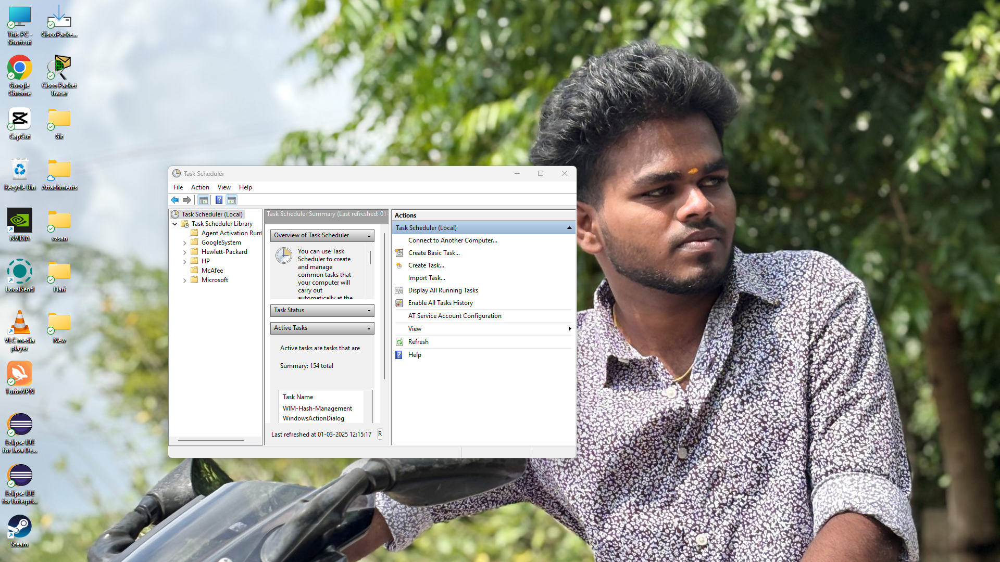 This PC -
Shortcut
CiscoPacke...
Google
Chrome
Cisco Packet
Tracer
CapCut
Git
Recycle Bin
Attachments
NVIDIA
vasan
LocalSend
Hari
VLC media
player
New
TurboVPN
Eclipse IDE
for Java De...
Eclipse IDE
for Enterpri...
Steam
Task Scheduler
File Action View Help
Task Scheduler (Local)
Task Scheduler Library
Agent Activation Runt
GoogleSystem
Hewlett-Packard
HP
McAfee
Microsoft
Task Scheduler Summary (Last refreshed: 01-
Overview of Task Scheduler
You can use Task
Scheduler to create
and manage
common tasks that
your computer will
carry out
automatically at the
Task Status
Active Tasks
Active tasks are tasks that are
Summary: 154 total
Task Name
WIM-Hash-Management
WindowsActionDialog
Last refreshed at 01-03-2025 12:15:17 R
Actions
Task Scheduler (Local)
Connect to Another Computer...
Create Basic Task...
Create Task...
Import Task...
Display All Running Tasks
Enable All Tasks History
AT Service Account Configuration
View
Refresh
Help